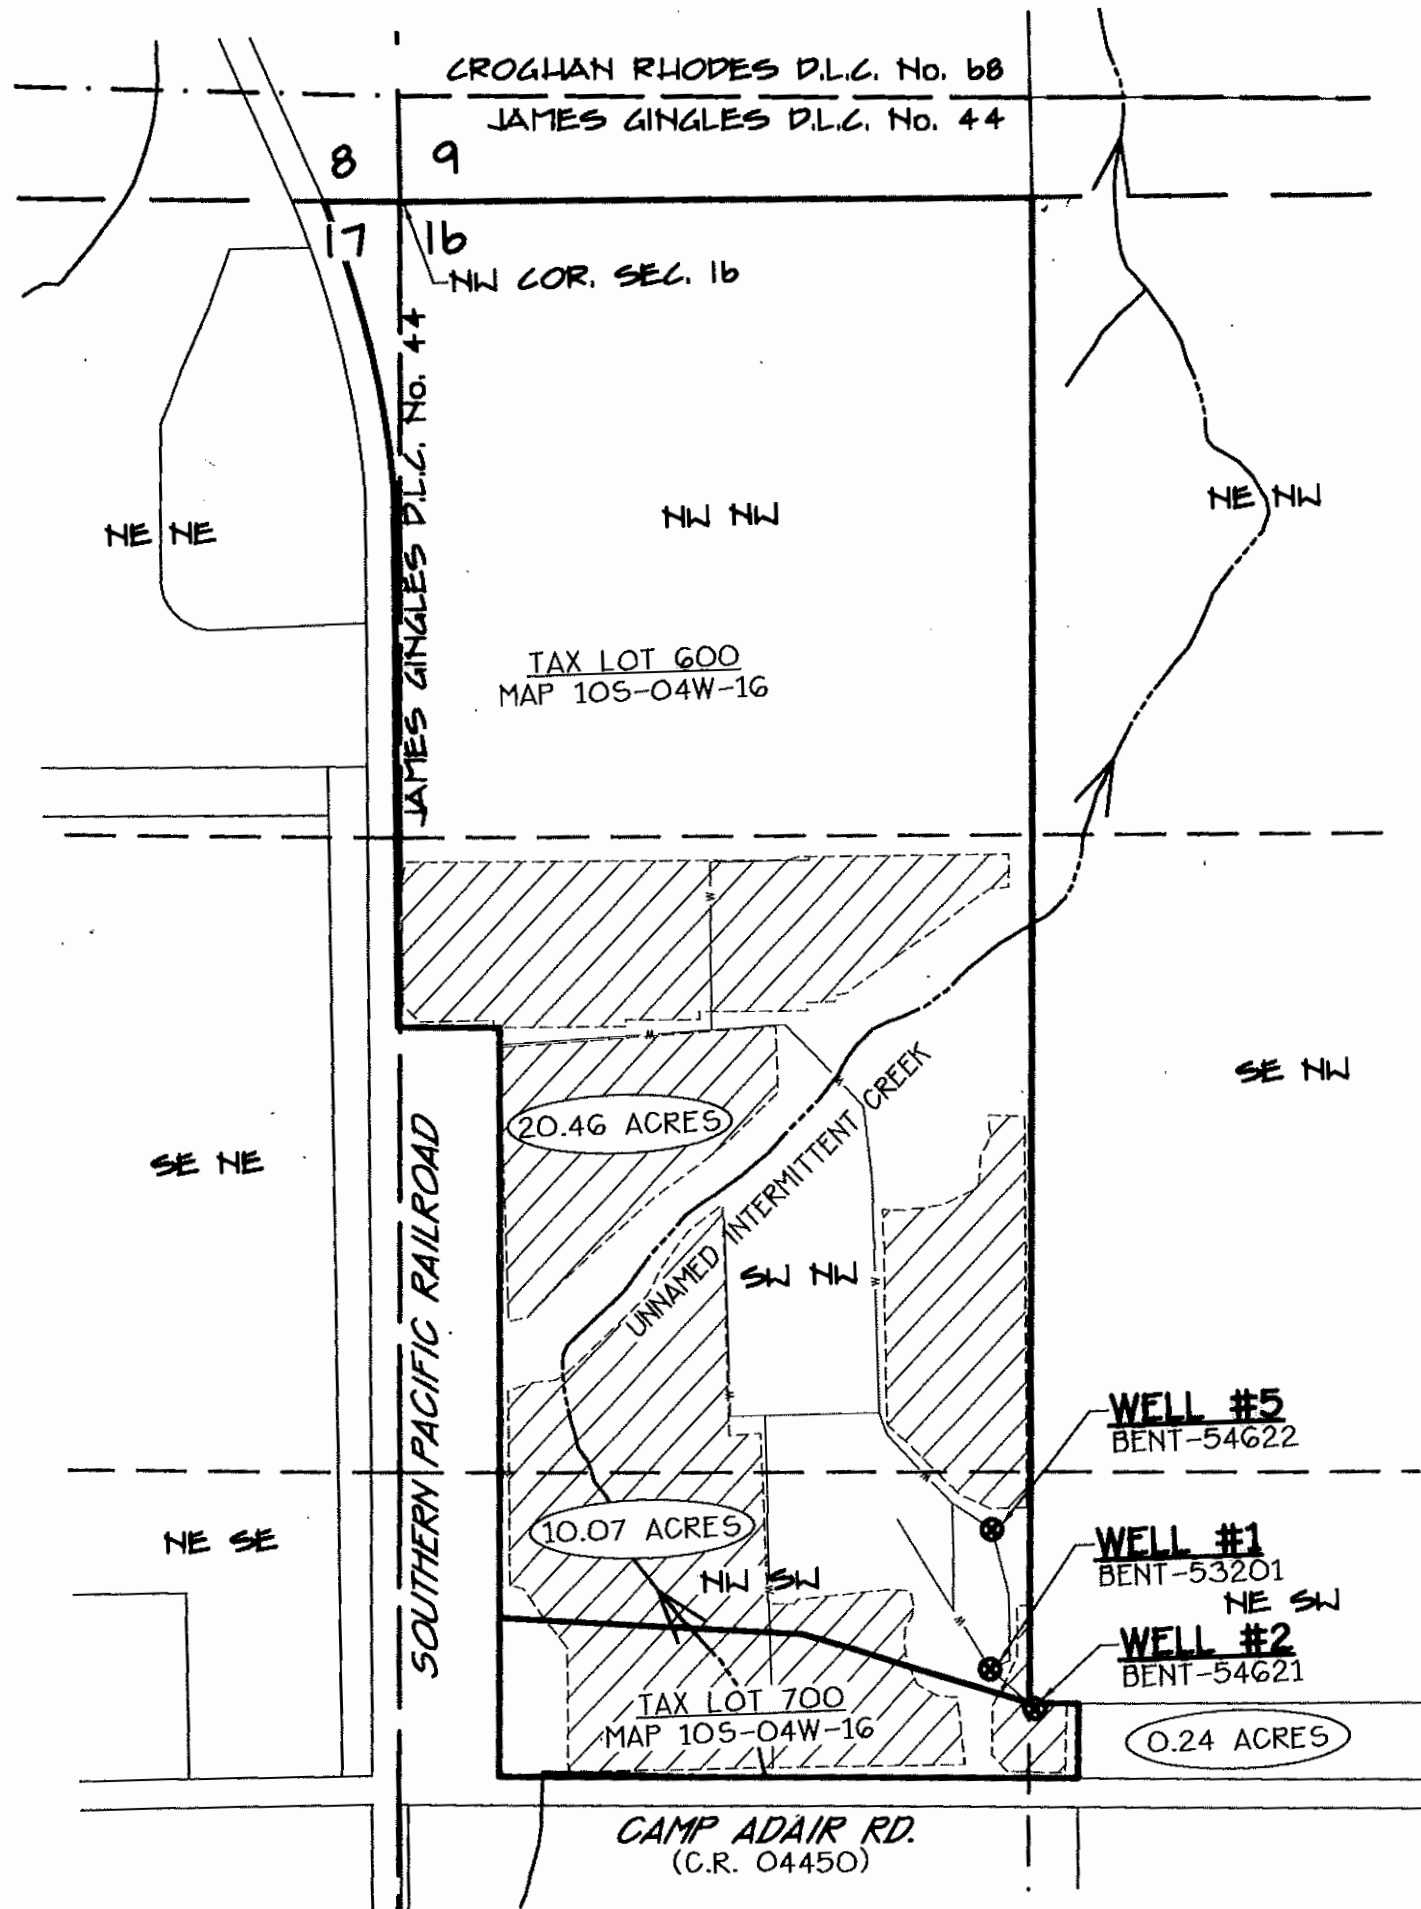 CROGHAN RHODES D.L.C. No. 68
JAMES GINGLES D.L.C. No. 44
8 9
17 16
NW COR. SEC. 16
JAMES GINGLES D.L.C. No. 44
NE NE
NW NW
NE NW
TAX LOT 600
MAP 10S-04W-16
W
W
20.46 ACRES
W
SE NW
SE NE
SOUTHERN PACIFIC RAILROAD
UNNAMED INTERMITTENT CREEK
SW NW
W
W
WELL #5
BENT-54622
W
10.07 ACRES
NE SE
WELL #1
BENT-53201
NW SW
W
NE SW
W
WELL #2
BENT-54621
TAX LOT 700
MAP 10S-04W-16
0.24 ACRES
CAMP ADAIR RD.
(C.R. 04450)